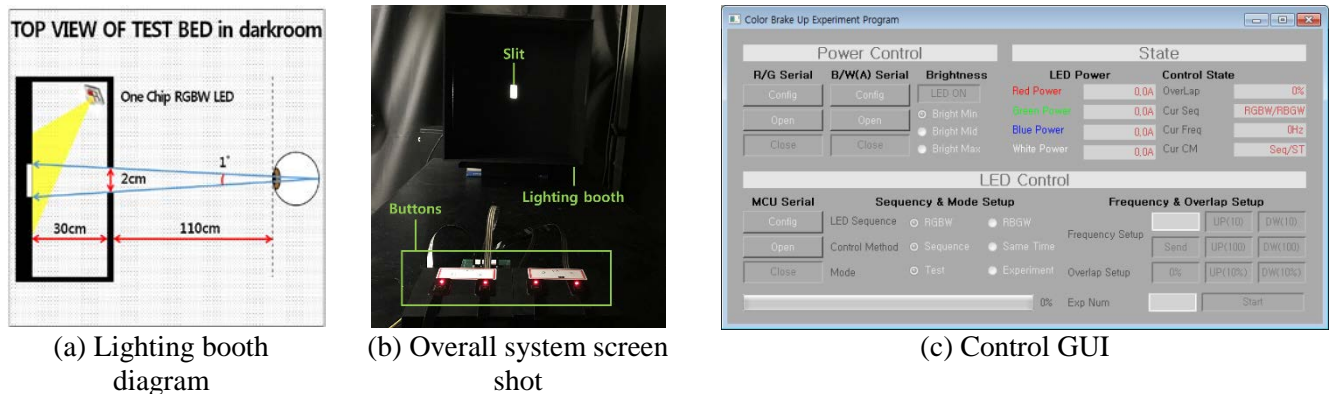 TOP VIEW OF TEST BED in darkroom
One Chip RGBW LED
1°
2cm
30cm
110cm
(a) Lighting booth
diagram
Slit
Lighting booth
Buttons
(b) Overall system screen
shot
Color Brake Up Experiment Program
Power Control
State
R/G Serial B/W(A) Serial Brightness LED Power Control State
Config Config LED ON Red Power 0,0A OverLap 0%
Open Open Bright Min Green Power 0,0A Cur Seq RGBW/RBGW
Bright Mid Blue Power 0,0A Cur Freq 0Hz
Close Close Bright Max White Power 0,0A Cur CM Seq/ST
LED Control
MCU Serial Sequency & Mode Setup Frequency & Overlap Setup
Config LED Sequence RGBW RBGW Frequency Setup UP(10) DW(10)
Open Control Method Sequence Same Time Send UP(100) DW(100)
Close Mode Test Experiment Overlap Setup 0% UP(10%) DW(10%)
0% Exp Num Start
(c) Control GUI